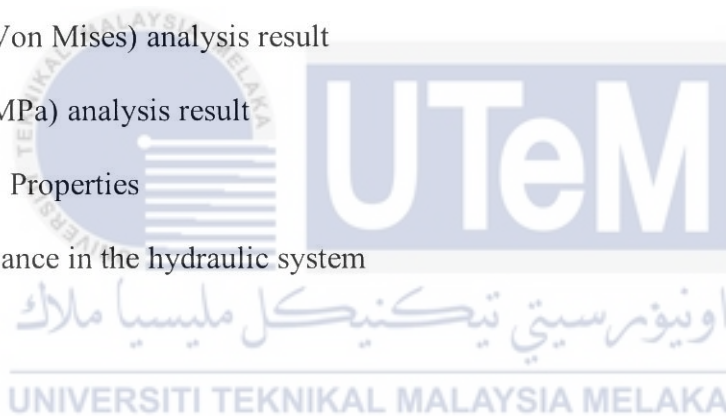 Von Mises) analysis result
MPa) analysis result
Properties
ance in the hydraulic system
UTeM
اونيۏرسيتي تيكنيكل مليسيا ملاك
UNIVERSITI TEKNIKAL MALAYSIA MELAKA